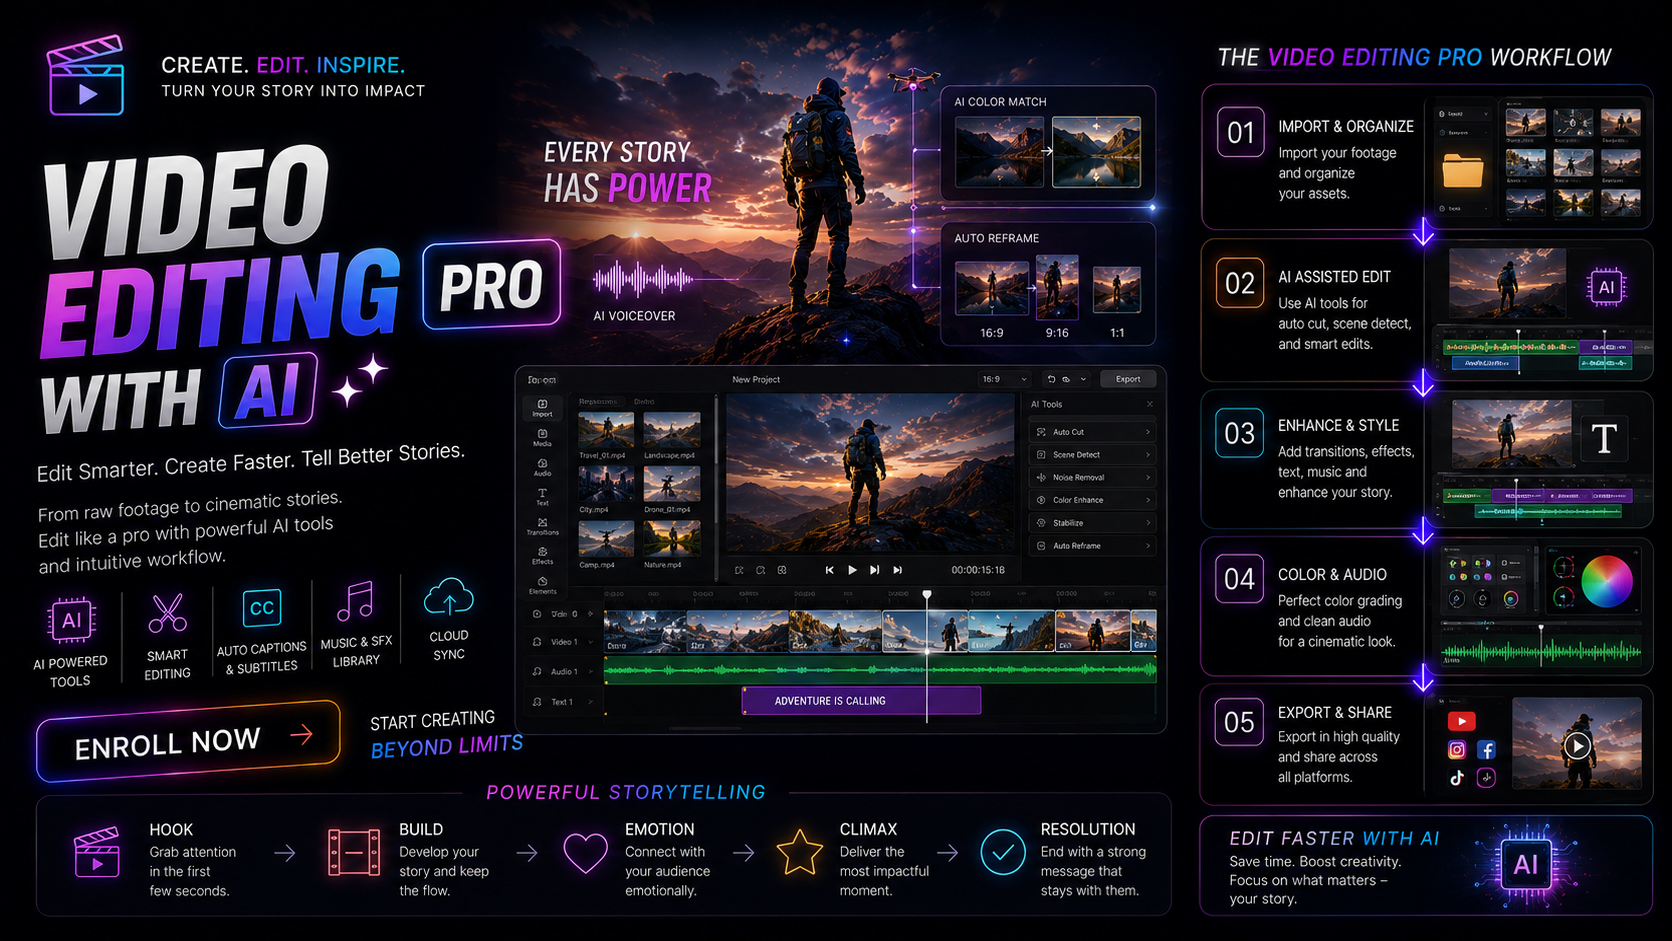 CREATE. EDIT. INSPIRE.
TURN YOUR STORY INTO IMPACT
VIDEO
EDITING
PRO
WITH AI
Edit Smarter. Create Faster. Tell Better Stories.
From raw footage to cinematic stories.
Edit like a pro with powerful AI tools
and intuitive workflow.
AI
AI POWERED
TOOLS
SMART
EDITING
CC
AUTO CAPTIONS
& SUBTITLES
MUSIC & SFX
LIBRARY
CLOUD
SYNC
ENROLL NOW
START CREATING
BEYOND LIMITS
EVERY STORY
HAS POWER
AI VOICEOVER
AI COLOR MATCH
AUTO REFRAME
16:9
9:16
1:1
New Project
16:9
Export
Import
Media
Audio
Text
Transitions
Effects
Elements
Travel_01.mp4
Landscape.mp4
City.mp4
Drone_01.mp4
Camp.mp4
Nature.mp4
AI Tools
Auto Cut
Scene Detect
Noise Removal
Color Enhance
Stabilize
Auto Reframe
00:00:15:18
Video 1
Audio 1
Text 1
ADVENTURE IS CALLING
POWERFUL STORYTELLING
HOOK
Grab attention
in the first
few seconds.
BUILD
Develop your
story and keep
the flow.
EMOTION
Connect with
your audience
emotionally.
CLIMAX
Deliver the
most impactful
moment.
RESOLUTION
End with a strong
message that
stays with them.
THE VIDEO EDITING PRO WORKFLOW
01
IMPORT & ORGANIZE
Import your footage
and organize
your assets.
02
AI ASSISTED EDIT
Use AI tools for
auto cut, scene detect,
and smart edits.
AI
03
ENHANCE & STYLE
Add transitions, effects,
text, music and
enhance your story.
T
04
COLOR & AUDIO
Perfect color grading
and clean audio
for a cinematic look.
05
EXPORT & SHARE
Export in high quality
and share across
all platforms.
EDIT FASTER WITH AI
Save time. Boost creativity.
Focus on what matters –
your story.
AI